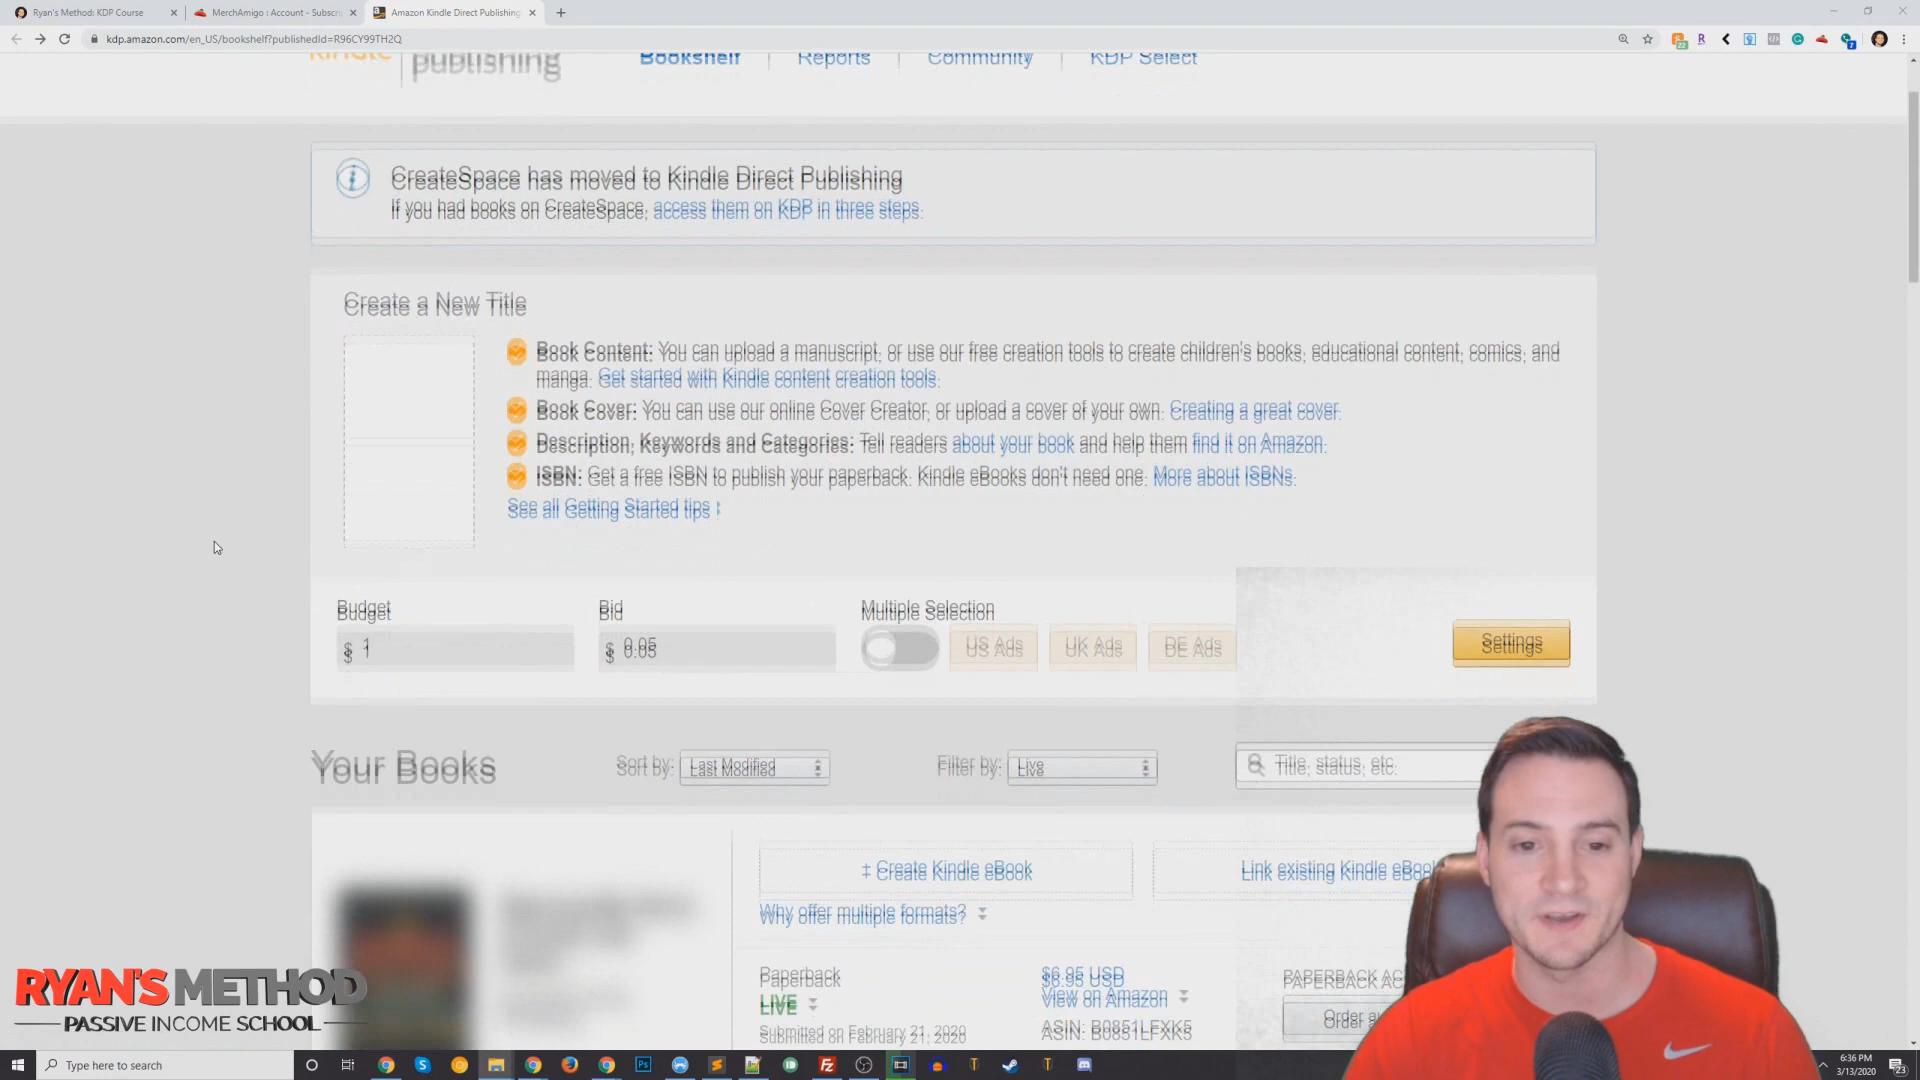 Ryan's Method: KDP Course
MerchAmigo : Account - Subscri
Amazon Kindle Direct Publishing
kdp.amazon.com/en_US/bookshelf?publishedId=R96CY99TH2Q
kindle publishing
Bookshelf Reports Community KDP Select
CreateSpace has moved to Kindle Direct Publishing
If you had books on CreateSpace, access them on KDP in three steps.
Create a New Title
Book Content: You can upload a manuscript, or use our free creation tools to create children's books, educational content, comics, and
manga. Get started with Kindle content creation tools.
Book Cover: You can use our online Cover Creator, or upload a cover of your own. Creating a great cover.
Description, Keywords and Categories: Tell readers about your book and help them find it on Amazon.
ISBN: Get a free ISBN to publish your paperback. Kindle eBooks don't need one. More about ISBNs.
See all Getting Started tips ›
Budget Bid Multiple Selection
$ 1 $ 0.05 US Ads UK Ads DE Ads Settings
Your Books Sort by: Last Modified Filter by: Live Title, status, etc.
+ Create Kindle eBook Link existing Kindle eBoo
Why offer multiple formats?
Paperback $6.95 USD PAPERBACK AC
LIVE View on Amazon
Order a
Submitted on February 21, 2020 ASIN: B0851LFXK5
RYAN'S METHOD
PASSIVE INCOME SCHOOL
Type here to search
6:36 PM
3/13/2020
23